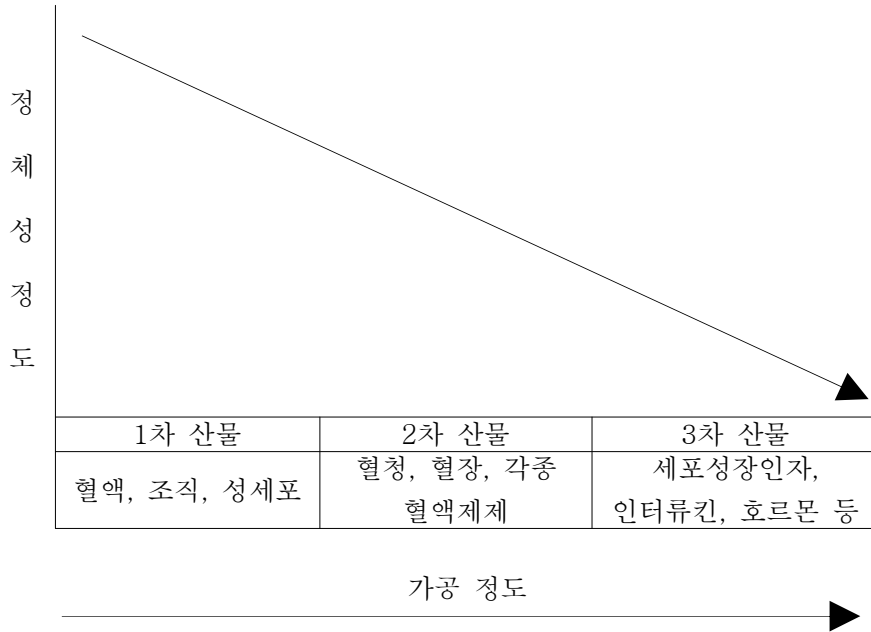 정체성정도
1차 산물 2차 산물 3차 산물
혈액, 조직, 성세포
혈청, 혈장, 각종
혈액제제
세포성장인자,
인터류킨, 호르몬 등
가공 정도